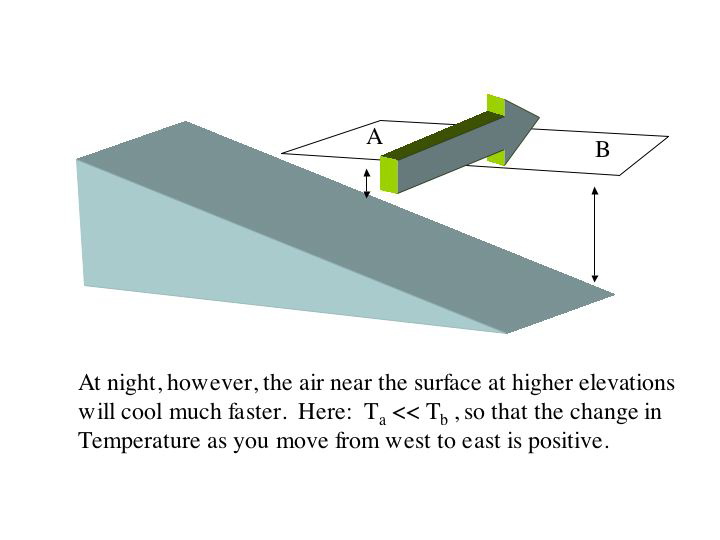 A
B
At night, however, the air near the surface at higher elevations
will cool much faster.  Here:  Ta << Tb , so that the change in
Temperature as you move from west to east is positive.